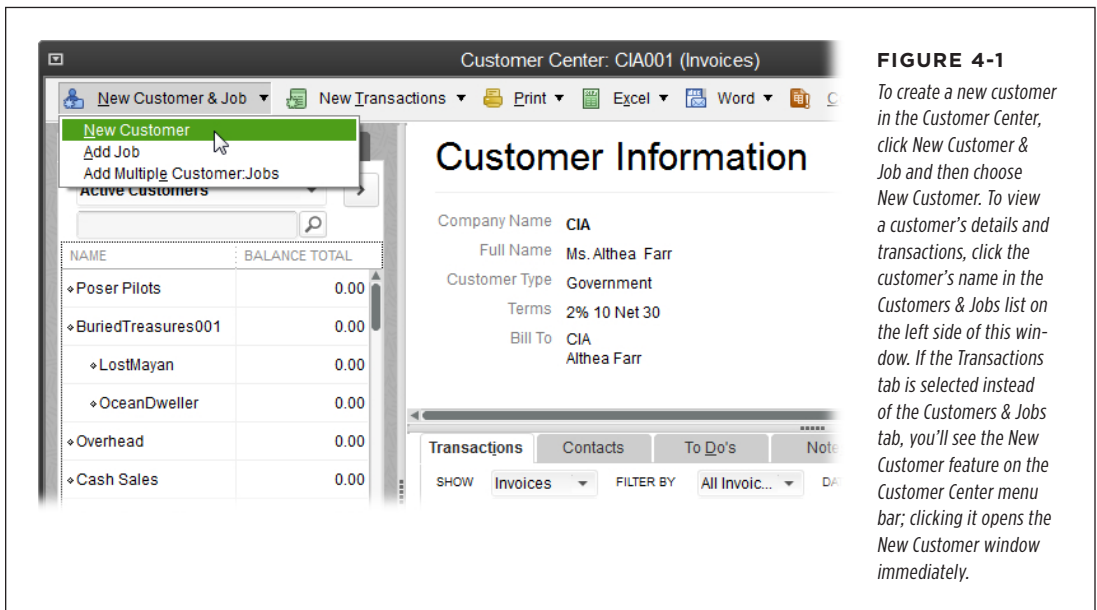 Customer Center: CIA001 (Invoices)
New Customer & Job New Transactions Print Excel Word
New Customer
Add Job
Add Multiple Customer:Jobs
Active Customers
NAME BALANCE TOTAL
Poser Pilots 0.00
BuriedTreasures001 0.00
LostMayan 0.00
OceanDweller 0.00
Overhead 0.00
Cash Sales 0.00
Customer Information
Company Name CIA
Full Name Ms. Althea Farr
Customer Type Government
Terms 2% 10 Net 30
Bill To CIA
Althea Farr
Transactions Contacts To Do's Note
SHOW Invoices FILTER BY All Invoic...
FIGURE 4-1
To create a new customer
in the Customer Center,
click New Customer &
Job and then choose
New Customer. To view
a customer's details and
transactions, click the
customer's name in the
Customers & Jobs list on
the left side of this win-
dow. If the Transactions
tab is selected instead
of the Customers & Jobs
tab, you'll see the New
Customer feature on the
Customer Center menu
bar; clicking it opens the
New Customer window
immediately.